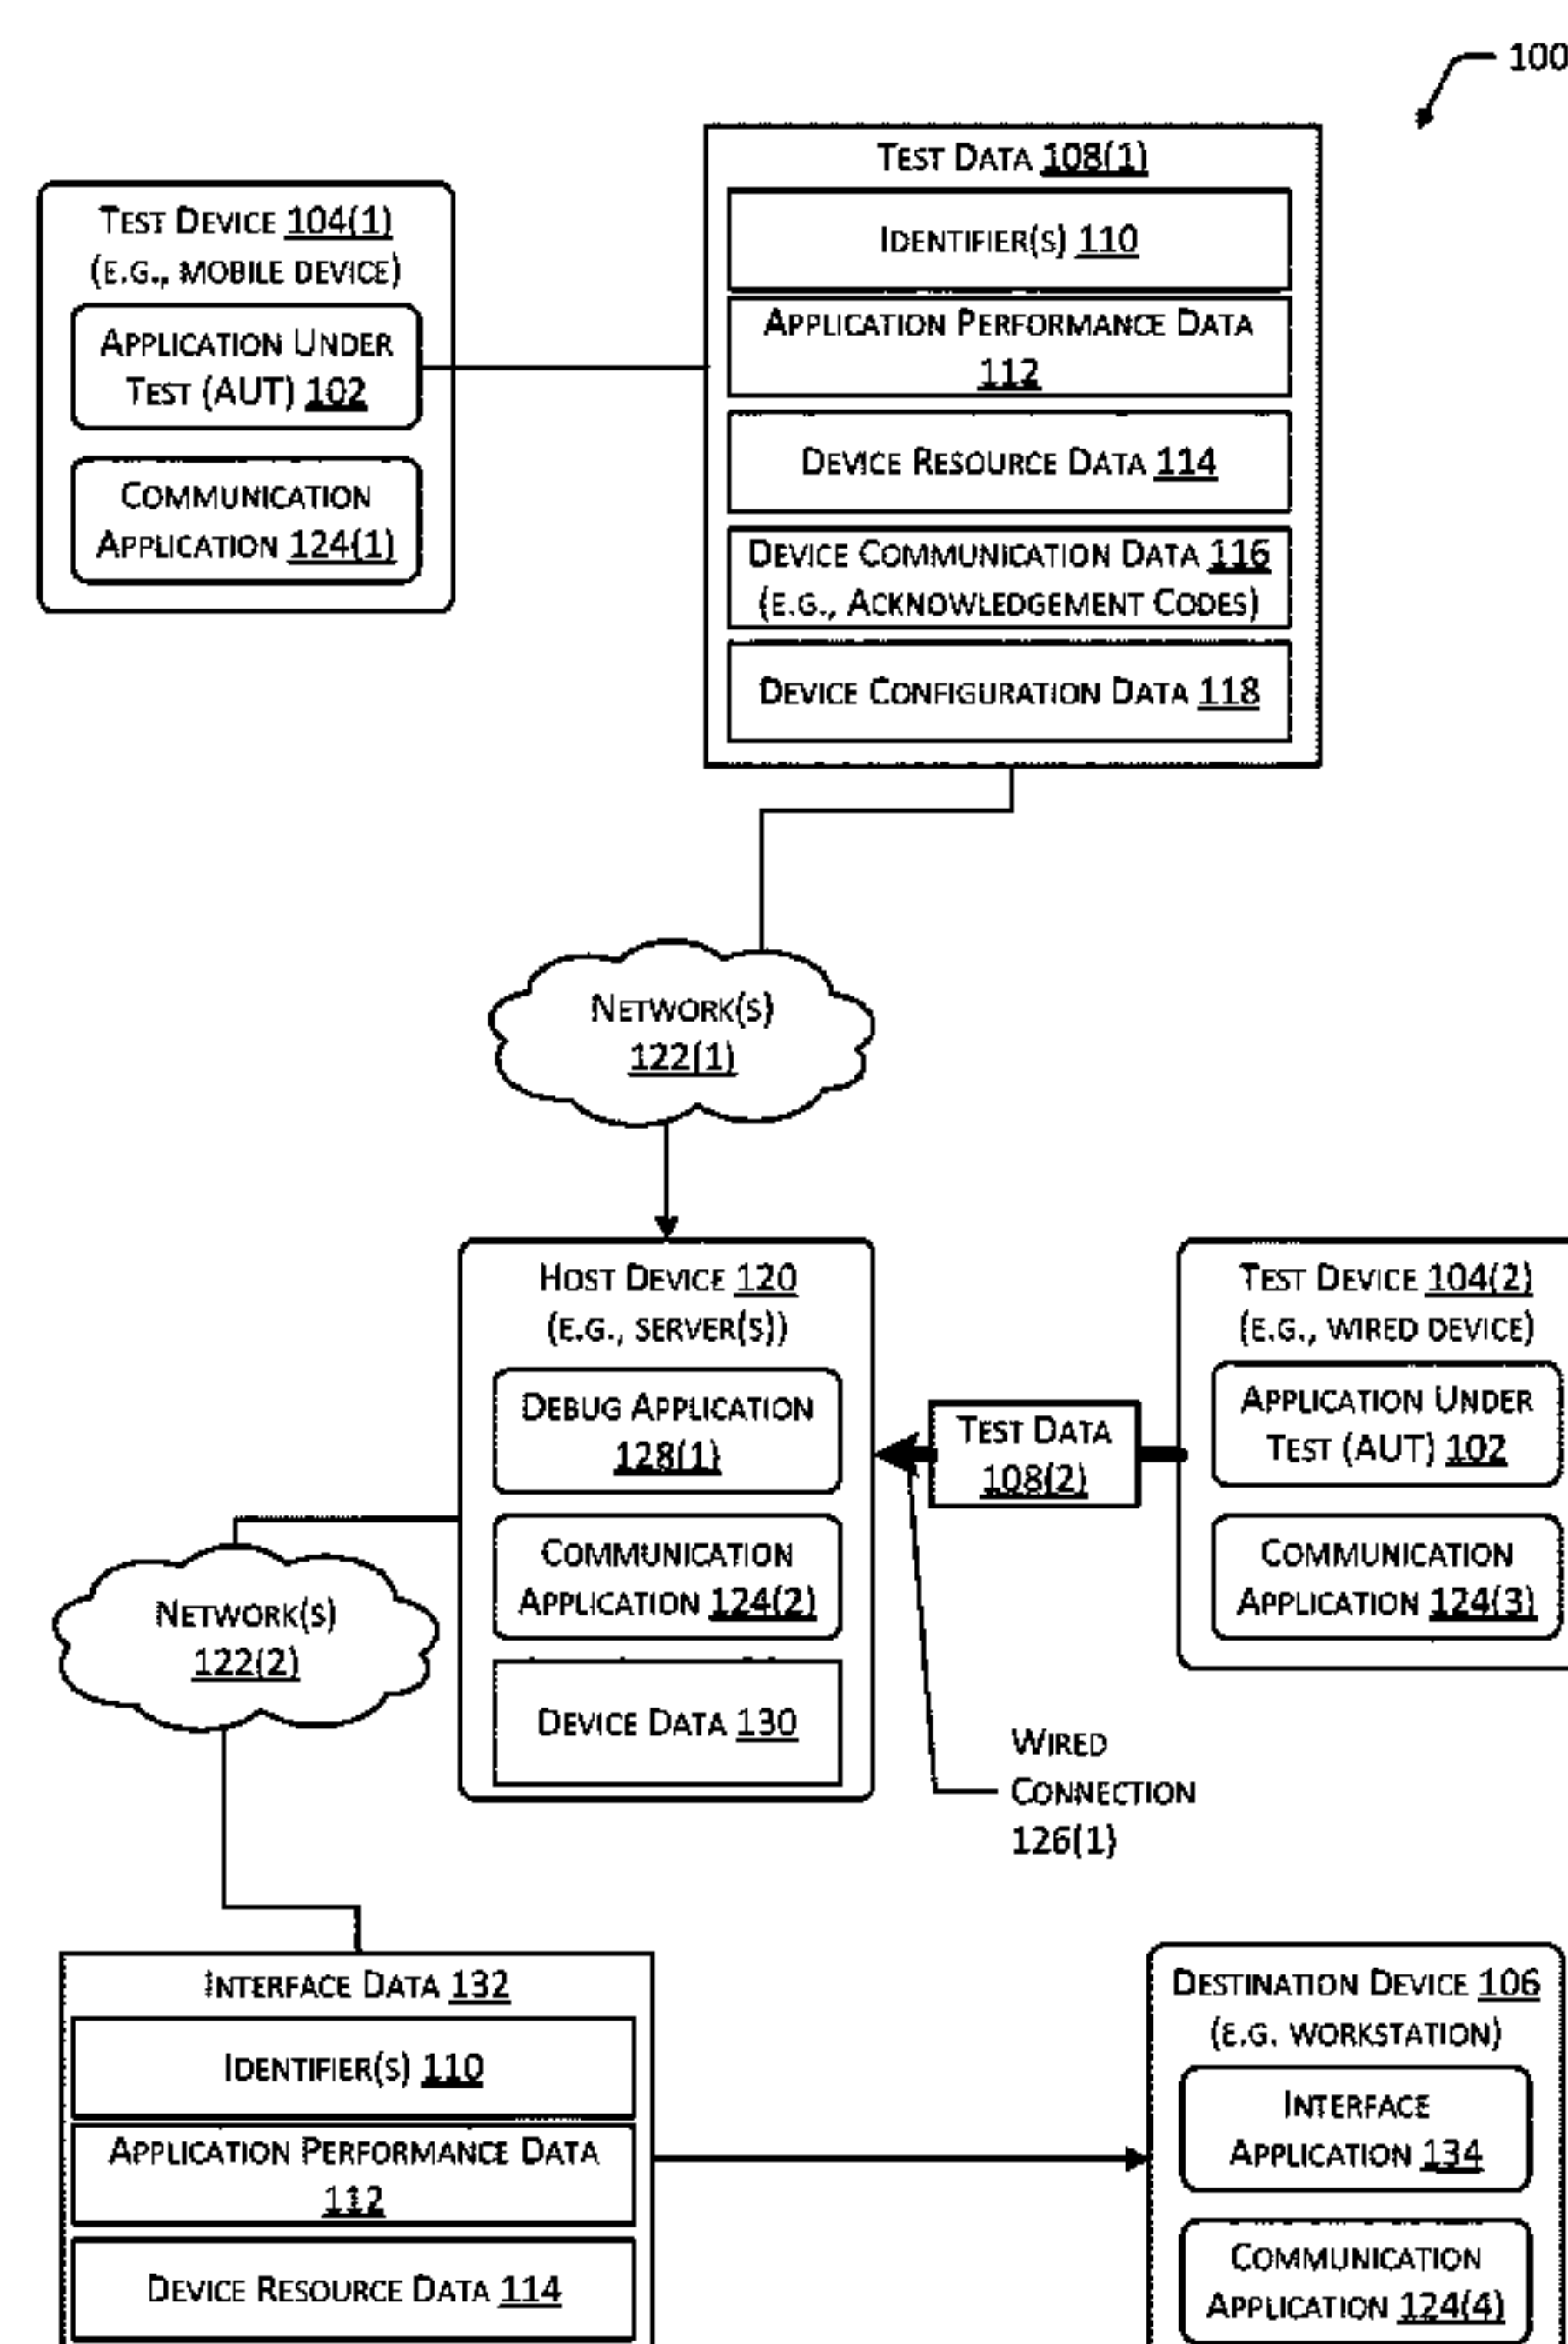 100
TEST DATA 108(1)
IDENTIFIER(S) 110
APPLICATION PERFORMANCE DATA
112
DEVICE RESOURCE DATA 114
DEVICE COMMUNICATION DATA 116
(E.G., ACKNOWLEDGEMENT CODES)
DEVICE CONFIGURATION DATA 118
TEST DEVICE 104(1)
(E.G., MOBILE DEVICE)
APPLICATION UNDER
TEST (AUT) 102
COMMUNICATION
APPLICATION 124(1)
NETWORK(S)
122(1)
HOST DEVICE 120
(E.G., SERVER(S))
DEBUG APPLICATION
128(1)
COMMUNICATION
APPLICATION 124(2)
DEVICE DATA 130
TEST DATA
108(2)
TEST DEVICE 104(2)
(E.G., WIRED DEVICE)
APPLICATION UNDER
TEST (AUT) 102
COMMUNICATION
APPLICATION 124(3)
NETWORK(S)
122(2)
WIRED
CONNECTION
126(1)
INTERFACE DATA 132
IDENTIFIER(S) 110
APPLICATION PERFORMANCE DATA
112
DEVICE RESOURCE DATA 114
DESTINATION DEVICE 106
(E.G. WORKSTATION)
INTERFACE
APPLICATION 134
COMMUNICATION
APPLICATION 124(4)